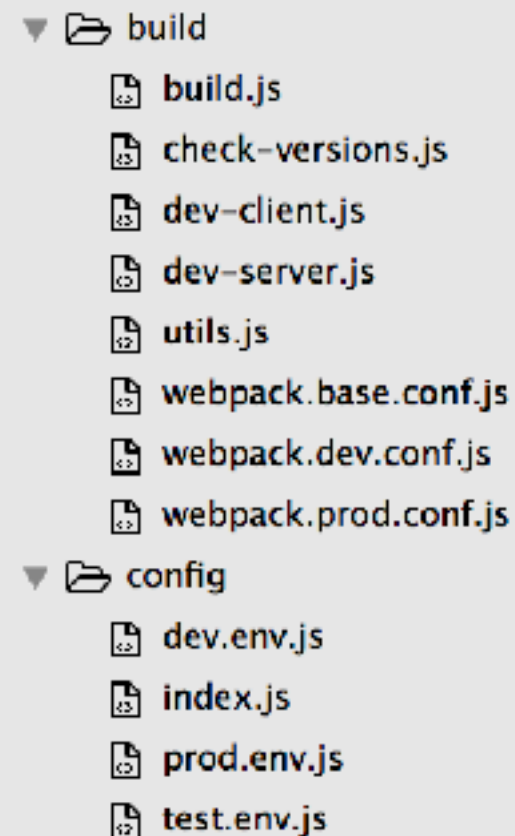 build
build.js
check-versions.js
dev-client.js
dev-server.js
utils.js
webpack.base.conf.js
webpack.dev.conf.js
webpack.prod.conf.js
config
dev.env.js
index.js
prod.env.js
test.env.js